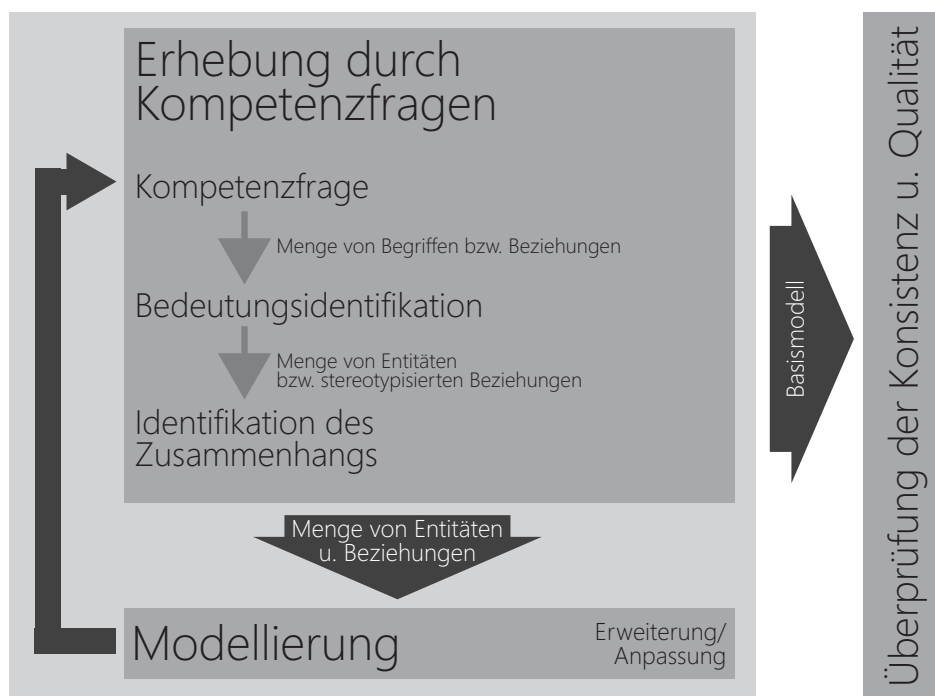 Erhebung durch
Kompetenzfragen
Kompetenzfrage
Menge von Begriffen bzw. Beziehungen
Bedeutungsidentifikation
Menge von Entitäten
bzw. stereotypisierten Beziehungen
Identifikation des
Zusammenhangs
Menge von Entitäten
u. Beziehungen
Modellierung
Erweiterung/
Anpassung
Basismodell
Überprüfung der Konsistenz u. Qualität